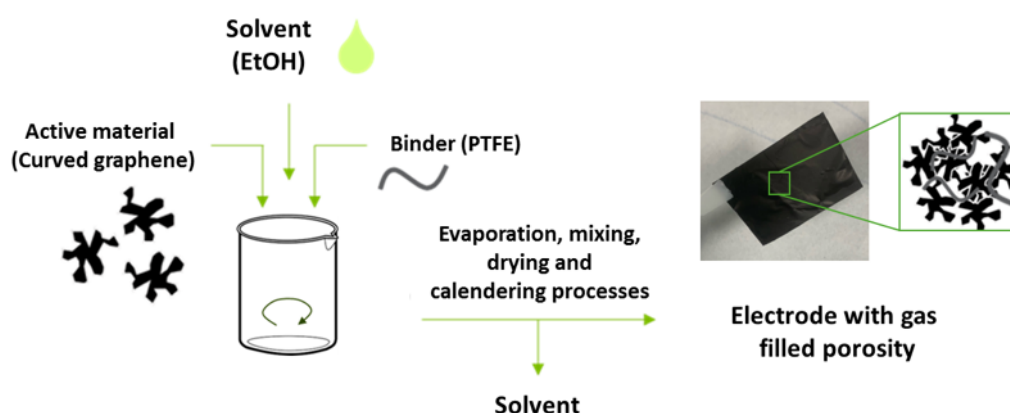 Solvent
(EtOH)
Active material
(Curved graphene)
Binder (PTFE)
Evaporation, mixing,
drying and
calendering processes
Solvent
Electrode with gas
filled porosity